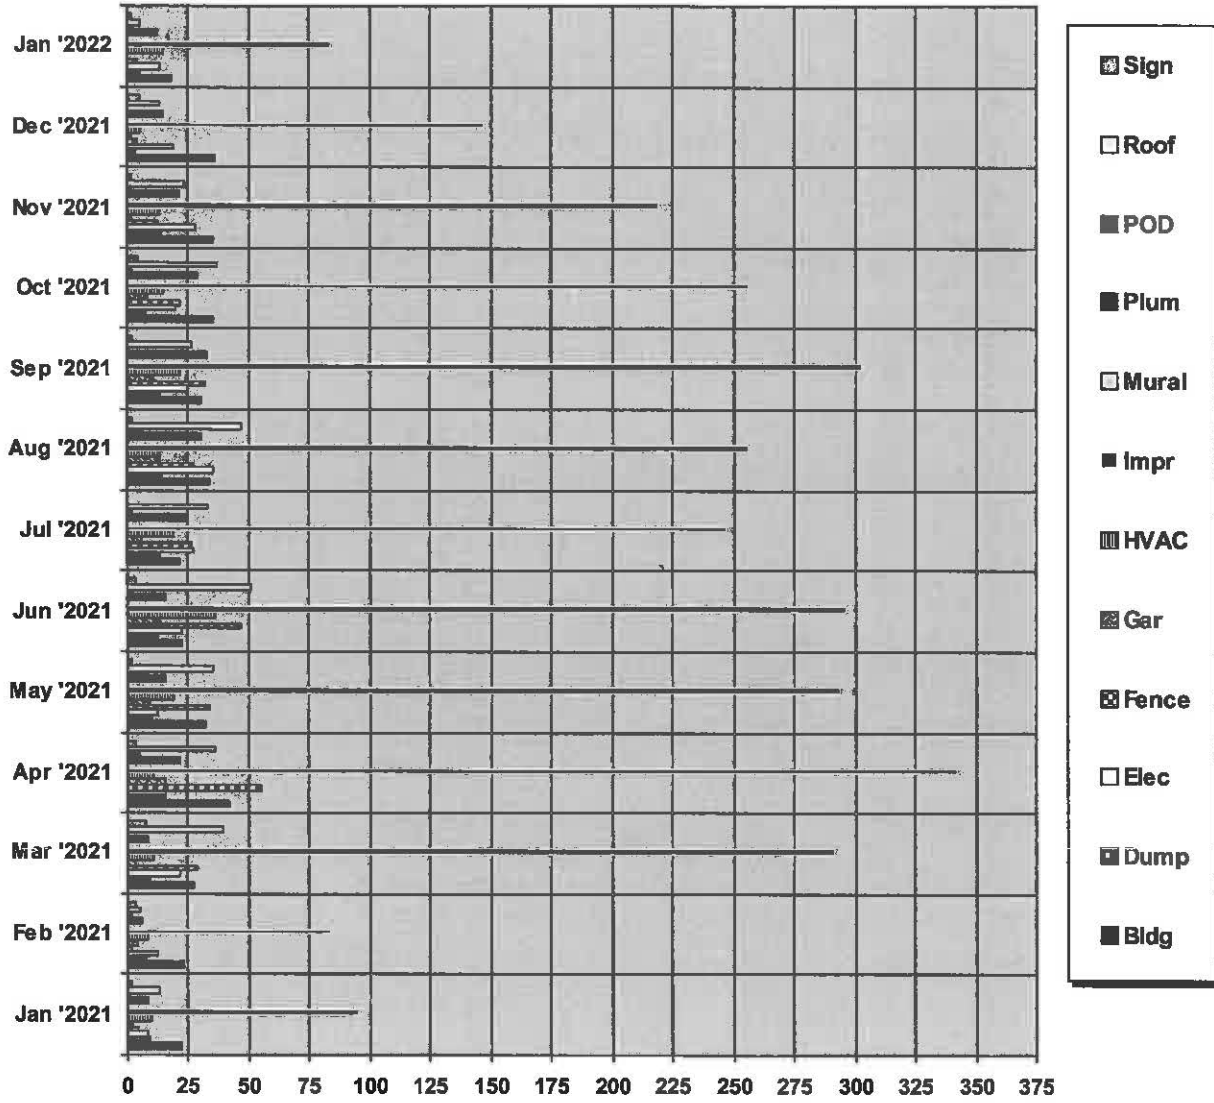 Jan '2022
Dec '2021
Nov '2021
Oct '2021
Sep '2021
Aug '2021
Jul '2021
Jun '2021
May '2021
Apr '2021
Mar '2021
Feb '2021
Jan '2021
0 25 50 75 100 125 150 175 200 225 250 275 300 325 350 375
Sign
Roof
POD
Plum
Mural
Impr
HVAC
Gar
Fence
Elec
Dump
Bldg